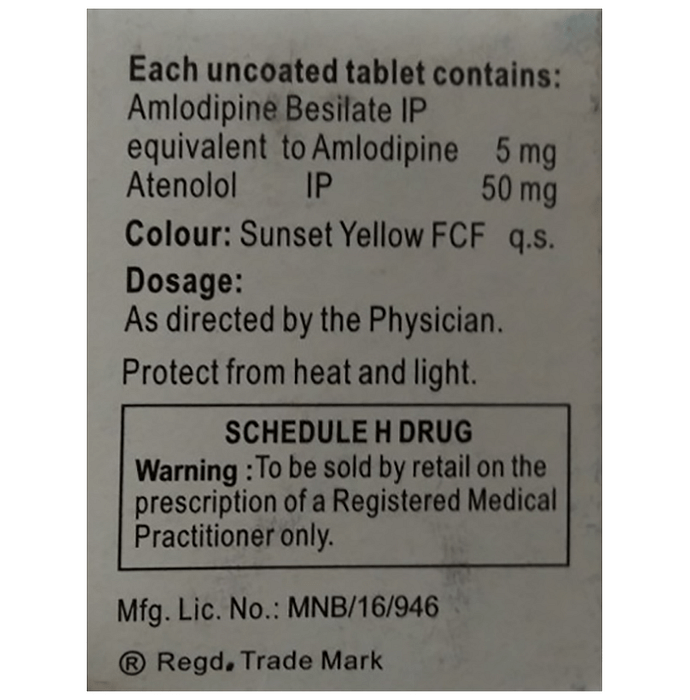 Each uncoated tablet contains:
Amlodipine Besilate IP
equivalent to Amlodipine 5 mg
Atenolol IP 50 mg
Colour: Sunset Yellow FCF q.s.
Dosage:
As directed by the Physician.
Protect from heat and light.
SCHEDULE H DRUG
Warning : To be sold by retail on the
prescription of a Registered Medical
Practitioner only.
Mfg. Lic. No.: MNB/16/946
® Regd. Trade Mark